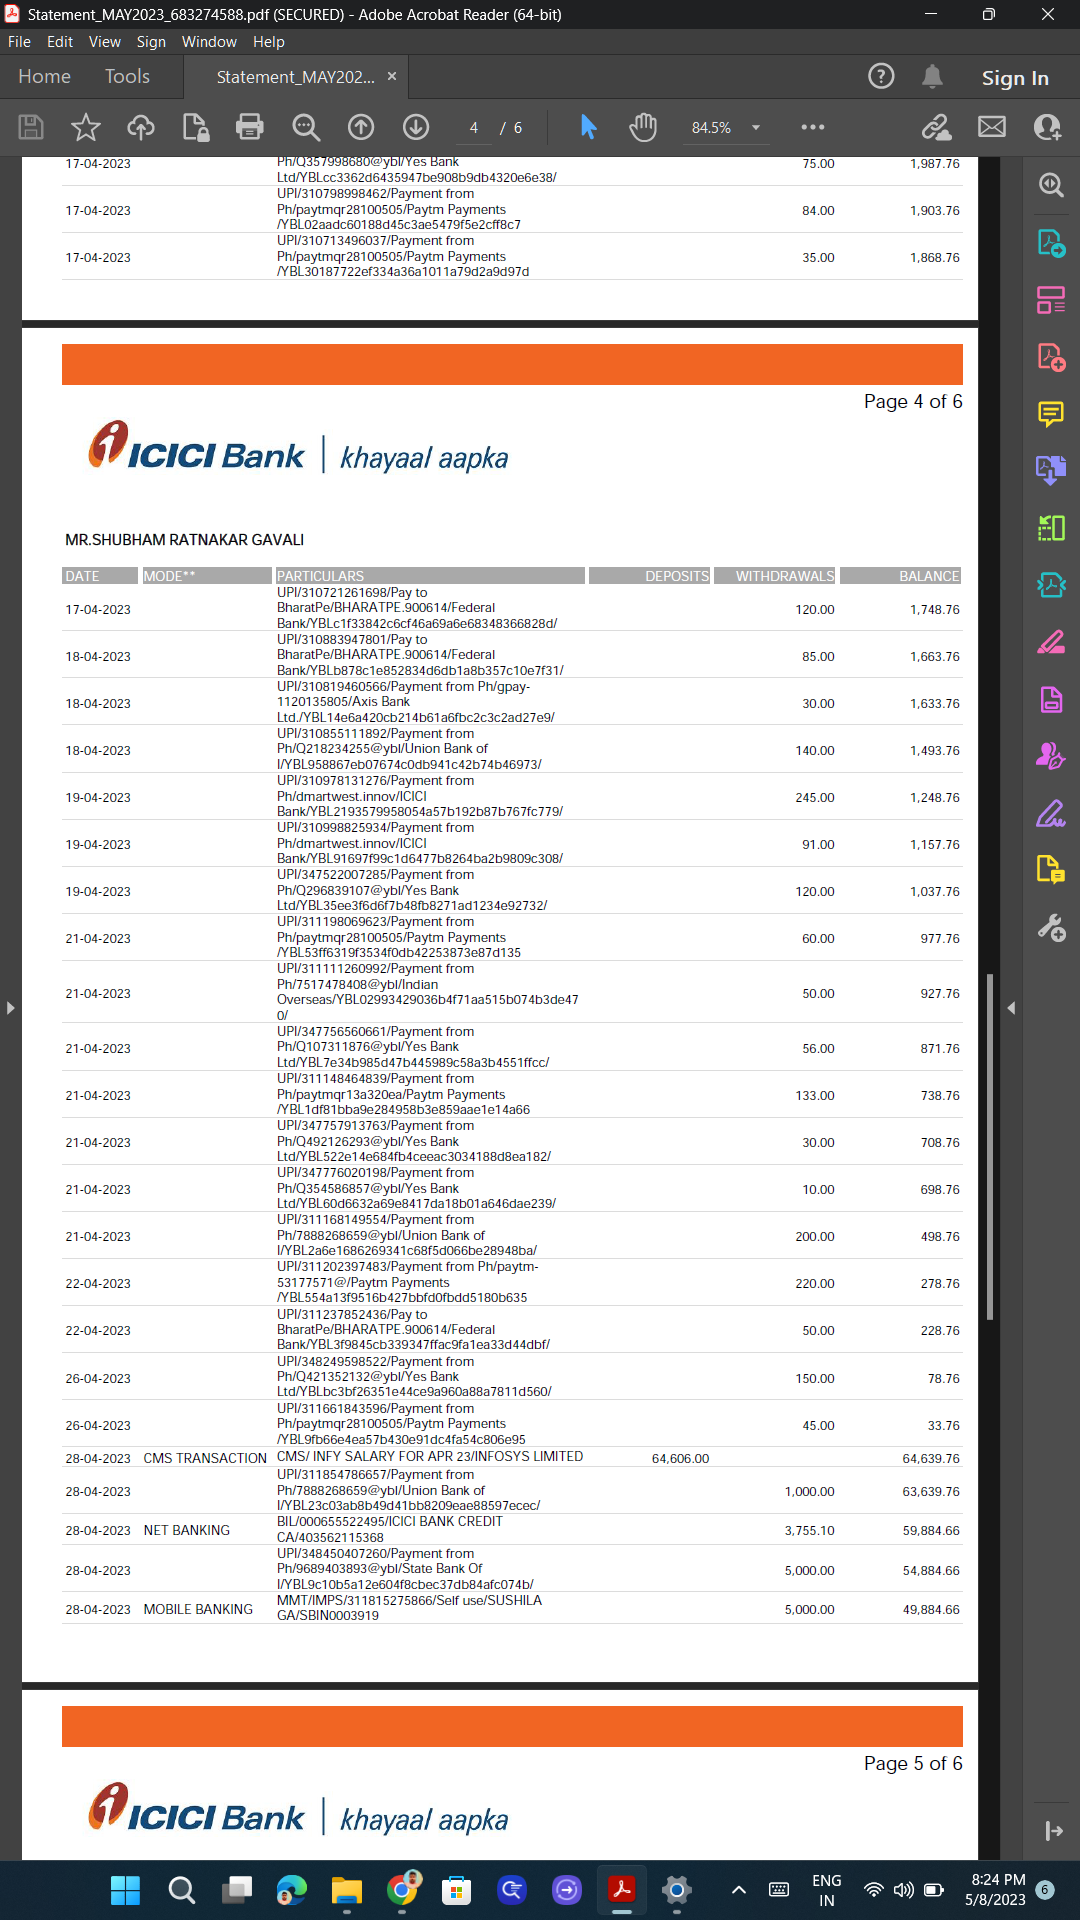 Statement_MAY2023_683274588.pdf (SECURED) - Adobe Acrobat Reader (64-bit)
File Edit View Sign Window Help
Home Tools Statement_MAY202... × Sign In
4 / 6 84.5%
17-04-2023 Ph/Q357998680@ybl/Yes Bank 75.00 1,987.76
Ltd/YBLcc3362d6435947be908b9db4320e6e38/
UPI/310798998462/Payment from
17-04-2023 Ph/paytmqr28100505/Paytm Payments 84.00 1,903.76
/YBL02aadc60188d45c3ae5479f5e2cff8c7
UPI/310713496037/Payment from
17-04-2023 Ph/paytmqr28100505/Paytm Payments 35.00 1,868.76
/YBL30187722ef334a36a1011a79d2a9d97d
Page 4 of 6
ICICI Bank | khayaal aapka
MR.SHUBHAM RATNAKAR GAVALI
DATE MODE** PARTICULARS DEPOSITS WITHDRAWALS BALANCE
UPI/310721261698/Pay to
17-04-2023 BharatPe/BHARATPE.900614/Federal 120.00 1,748.76
Bank/YBLc1f33842c6cf46a69a6e68348366828d/
UPI/310883947801/Pay to
18-04-2023 BharatPe/BHARATPE.900614/Federal 85.00 1,663.76
Bank/YBLb878c1e852834d6db1a8b357c10e7f31/
UPI/310819460566/Payment from Ph/gpay-
18-04-2023 1120135805/Axis Bank 30.00 1,633.76
Ltd./YBL14e6a420cb214b61a6fbc2c3c2ad27e9/
UPI/310855111892/Payment from
18-04-2023 Ph/Q218234255@ybl/Union Bank of 140.00 1,493.76
I/YBL958867eb07674c0db941c42b74b46973/
UPI/310978131276/Payment from
19-04-2023 Ph/dmartwest.innov/ICICI 245.00 1,248.76
Bank/YBL2193579958054a57b192b87b767fc779/
UPI/310998825934/Payment from
19-04-2023 Ph/dmartwest.innov/ICICI 91.00 1,157.76
Bank/YBL91697f99c1d6477b8264ba2b9809c308/
UPI/347522007285/Payment from
19-04-2023 Ph/Q296839107@ybl/Yes Bank 120.00 1,037.76
Ltd/YBL35ee3f6d6f7b48fb8271ad1234e92732/
UPI/311198069623/Payment from
21-04-2023 Ph/paytmqr28100505/Paytm Payments 60.00 977.76
/YBL53ff6319f3534f0db42253873e87d135
UPI/311111260992/Payment from
21-04-2023 Ph/7517478408@ybl/Indian 50.00 927.76
Overseas/YBL02993429036b4f71aa515b074b3de47
0/
UPI/347756560661/Payment from
21-04-2023 Ph/Q107311876@ybl/Yes Bank 56.00 871.76
Ltd/YBL7e34b985d47b445989c58a3b4551ffcc/
UPI/311148464839/Payment from
21-04-2023 Ph/paytmqr13a320ea/Paytm Payments 133.00 738.76
/YBL1df81bba9e284958b3e859aae1e14a66
UPI/347757913763/Payment from
21-04-2023 Ph/Q492126293@ybl/Yes Bank 30.00 708.76
Ltd/YBL522e14e684fb4ceeac3034188d8ea182/
UPI/347776020198/Payment from
21-04-2023 Ph/Q354586857@ybl/Yes Bank 10.00 698.76
Ltd/YBL60d6632a69e8417da18b01a646dae239/
UPI/311168149554/Payment from
21-04-2023 Ph/7888268659@ybl/Union Bank of 200.00 498.76
I/YBL2a6e1686269341c68f5d066be28948ba/
UPI/311202397483/Payment from Ph/paytm-
22-04-2023 53177571@/Paytm Payments 220.00 278.76
/YBL554a13f9516b427bbfd0fbdd5180b635
UPI/311237852436/Pay to
22-04-2023 BharatPe/BHARATPE.900614/Federal 50.00 228.76
Bank/YBL3f9845cb339347ffac9fa1ea33d44dbf/
UPI/348249598522/Payment from
26-04-2023 Ph/Q421352132@ybl/Yes Bank 150.00 78.76
Ltd/YBLbc3bf26351e44ce9a960a88a7811d560/
UPI/311661843596/Payment from
26-04-2023 Ph/paytmqr28100505/Paytm Payments 45.00 33.76
/YBL9fb66e4ea57b430e91dc4fa54c806e95
28-04-2023 CMS TRANSACTION CMS/ INFY SALARY FOR APR 23/INFOSYS LIMITED 64,606.00 64,639.76
UPI/311854786657/Payment from
28-04-2023 Ph/7888268659@ybl/Union Bank of 1,000.00 63,639.76
I/YBL23c03ab8b49d41bb8209eae88597ecec/
28-04-2023 NET BANKING BIL/000655522495/ICICI BANK CREDIT 3,755.10 59,884.66
CA/403562115368
UPI/348450407260/Payment from
28-04-2023 Ph/9689403893@ybl/State Bank Of 5,000.00 54,884.66
I/YBL9c10b5a12e604f8cbec37db84afc074b/
28-04-2023 MOBILE BANKING MMT/IMPS/311815275866/Self use/SUSHILA 5,000.00 49,884.66
GA/SBIN0003919
Page 5 of 6
ICICI Bank | khayaal aapka
ENG IN
8:24 PM
5/8/2023
6